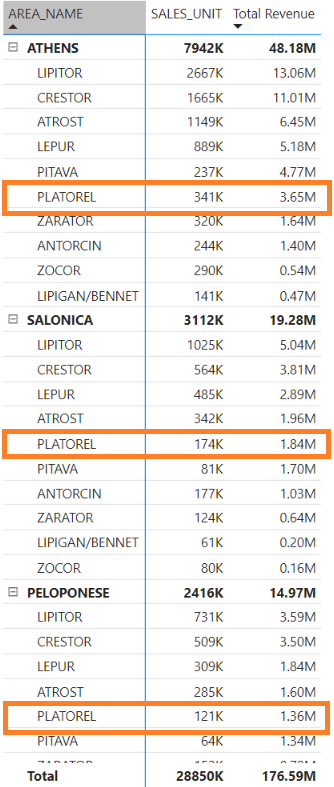 AREA_NAME SALES_UNIT Total Revenue
ATHENS 7942K 48.18M
LIPITOR 2667K 13.06M
CRESTOR 1665K 11.01M
ATROST 1149K 6.45M
LEPUR 889K 5.18M
PITAVA 237K 4.77M
PLATOREL 341K 3.65M
ZARATOR 320K 1.64M
ANTORCIN 244K 1.40M
ZOCOR 290K 0.54M
LIPIGAN/BENNET 141K 0.47M
SALONICA 3112K 19.28M
LIPITOR 1025K 5.04M
CRESTOR 564K 3.81M
LEPUR 485K 2.89M
ATROST 342K 1.96M
PLATOREL 174K 1.84M
PITAVA 81K 1.70M
ANTORCIN 177K 1.03M
ZARATOR 124K 0.64M
LIPIGAN/BENNET 61K 0.20M
ZOCOR 80K 0.16M
PELOPONESE 2416K 14.97M
LIPITOR 731K 3.59M
CRESTOR 509K 3.50M
LEPUR 309K 1.84M
ATROST 285K 1.60M
PLATOREL 121K 1.36M
PITAVA 64K 1.34M
Total 28850K 176.59M